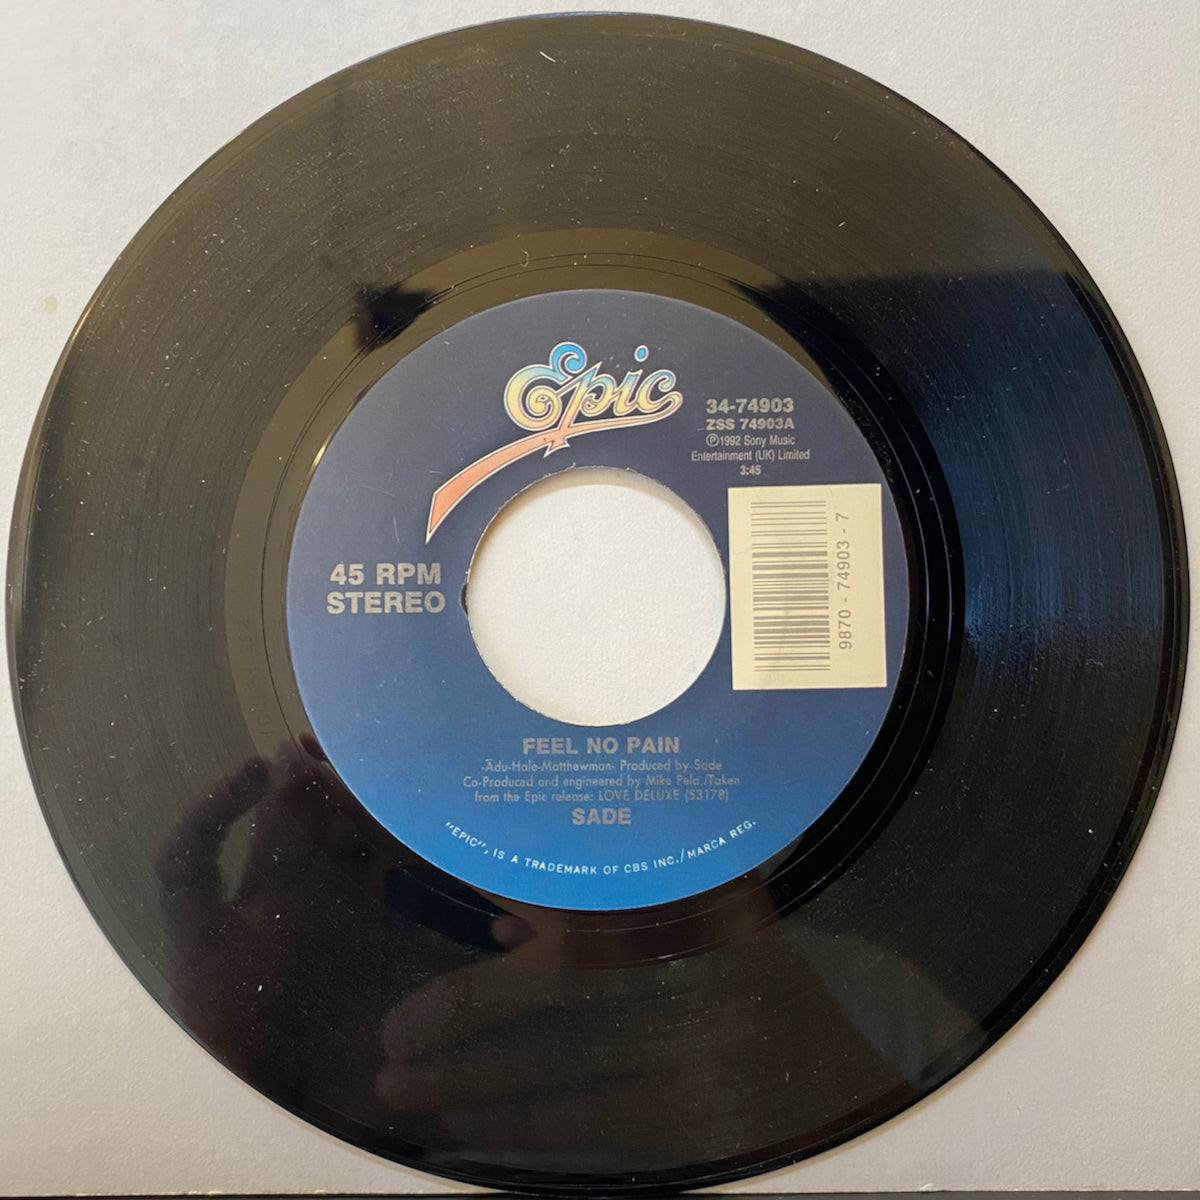 Epic
34-74903
ZSS 74903A
Ⓟ1992 Sony Music
Entertainment (UK) Limited
3:45
9870 - 74903 - 7
45 RPM
STEREO
FEEL NO PAIN
-Adu-Hale-Matthewman- Produced by Sade
Co-Produced and engineered by Mike Pela./Taken
from the Epic release: LOVE DELUXE (53178)
SADE
"EPIC", IS A TRADEMARK OF CBS INC./MARCA REG.